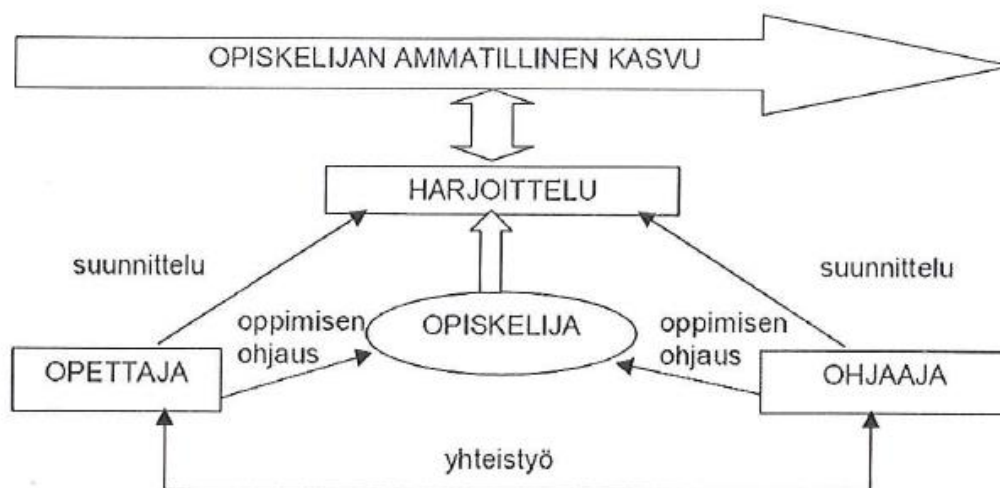 OPISKELIJAN AMMATILLINEN KASVU
HARJOITTELU
suunnittelu
suunnittelu
OPISKELIJA
oppimisen
ohjaus
oppimisen
ohjaus
OPETTAJA
OHJAAJA
yhteistyö